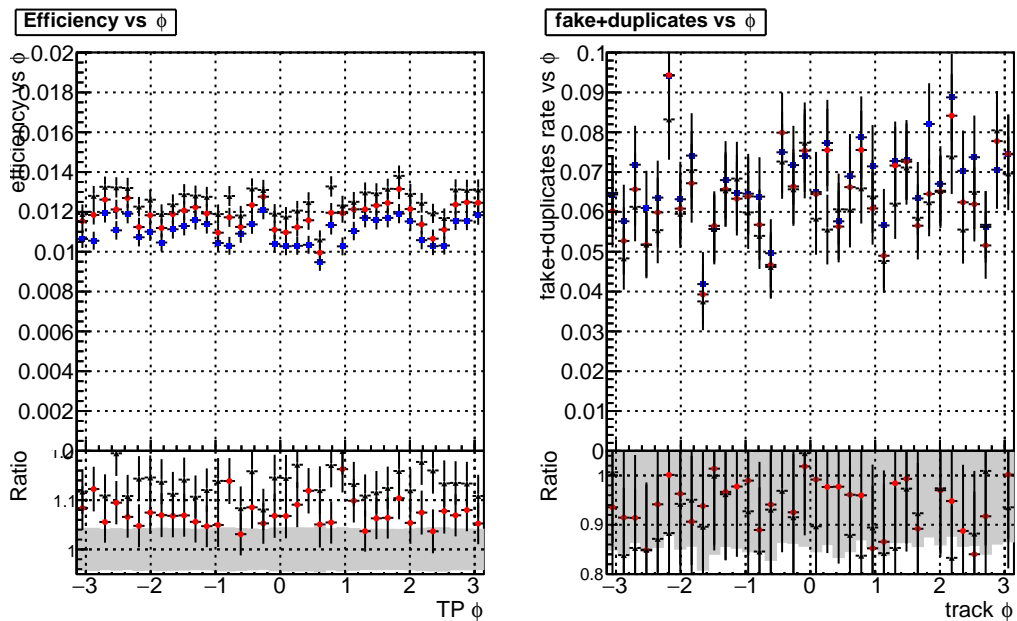 Efficiency vs ϕ
efficiency vs ϕ
0.02
0.018
0.016
0.014
0.012
0.01
0.008
0.006
0.004
0.002
0
Ratio
1.1
1
−3 −2 −1 0 1 2 3
TP ϕ
fake+duplicates vs ϕ
fake+duplicates rate vs ϕ
0.1
0.09
0.08
0.07
0.06
0.05
0.04
0.03
0.02
0.01
0
Ratio
1
0.9
0.8
−3 −2 −1 0 1 2 3
track ϕ